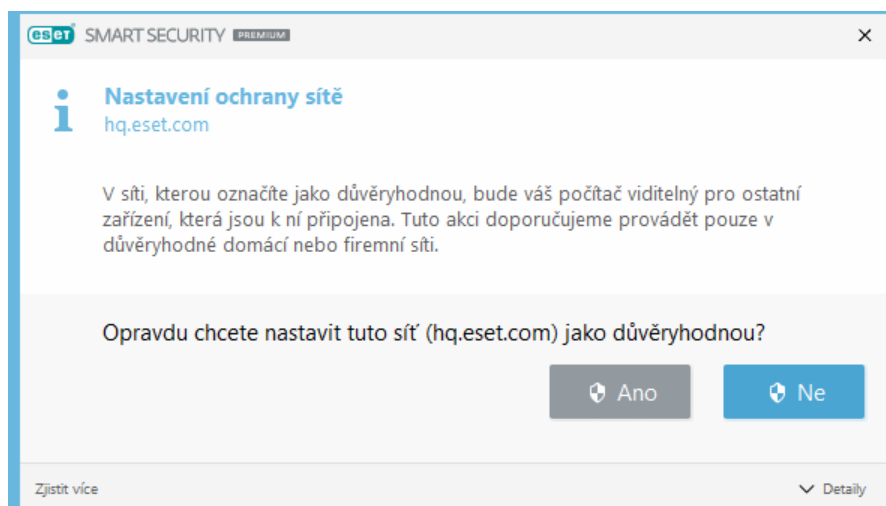 eset SMART SECURITY PREMIUM
Nastavení ochrany sítě
hq.eset.com
V síti, kterou označíte jako důvěryhodnou, bude váš počítač viditelný pro ostatní
zařízení, která jsou k ní připojena. Tuto akci doporučujeme provádět pouze v
důvěryhodné domácí nebo firemní síti.
Opravdu chcete nastavit tuto síť (hq.eset.com) jako důvěryhodnou?
Ano Ne
Zjistit více Detaily